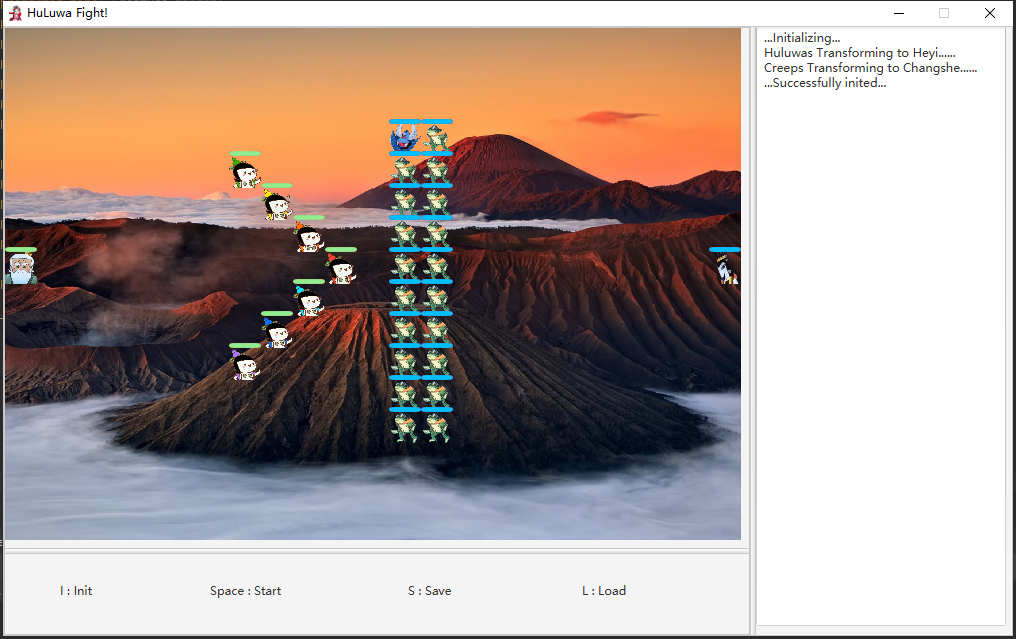 HuLuwa Fight!
...Initializing...
Huluwas Transforming to Heyi......
Creeps Transforming to Changshe......
...Successfully inited...
I : Init
Space : Start
S : Save
L : Load